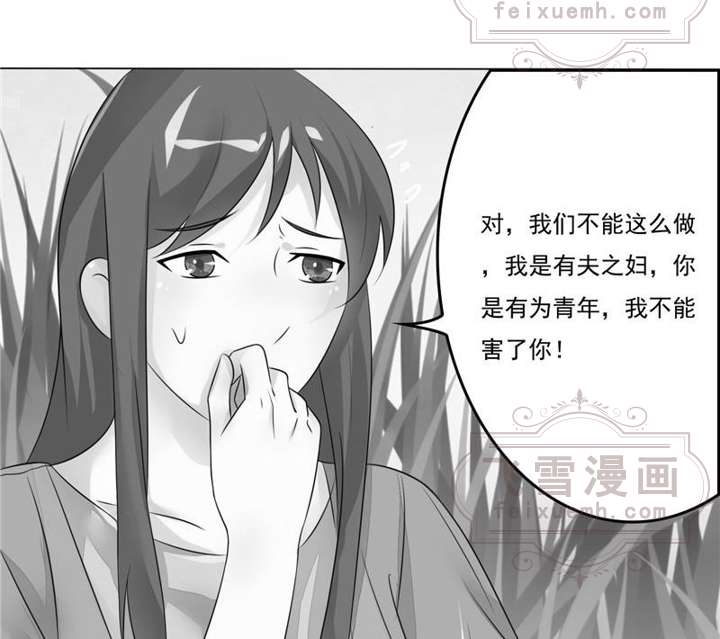 feixuemh.com
对，我们不能这么做
，我是有夫之妇，你
是有为青年，我不能
害了你！
飞雪漫画
feixuemh.com